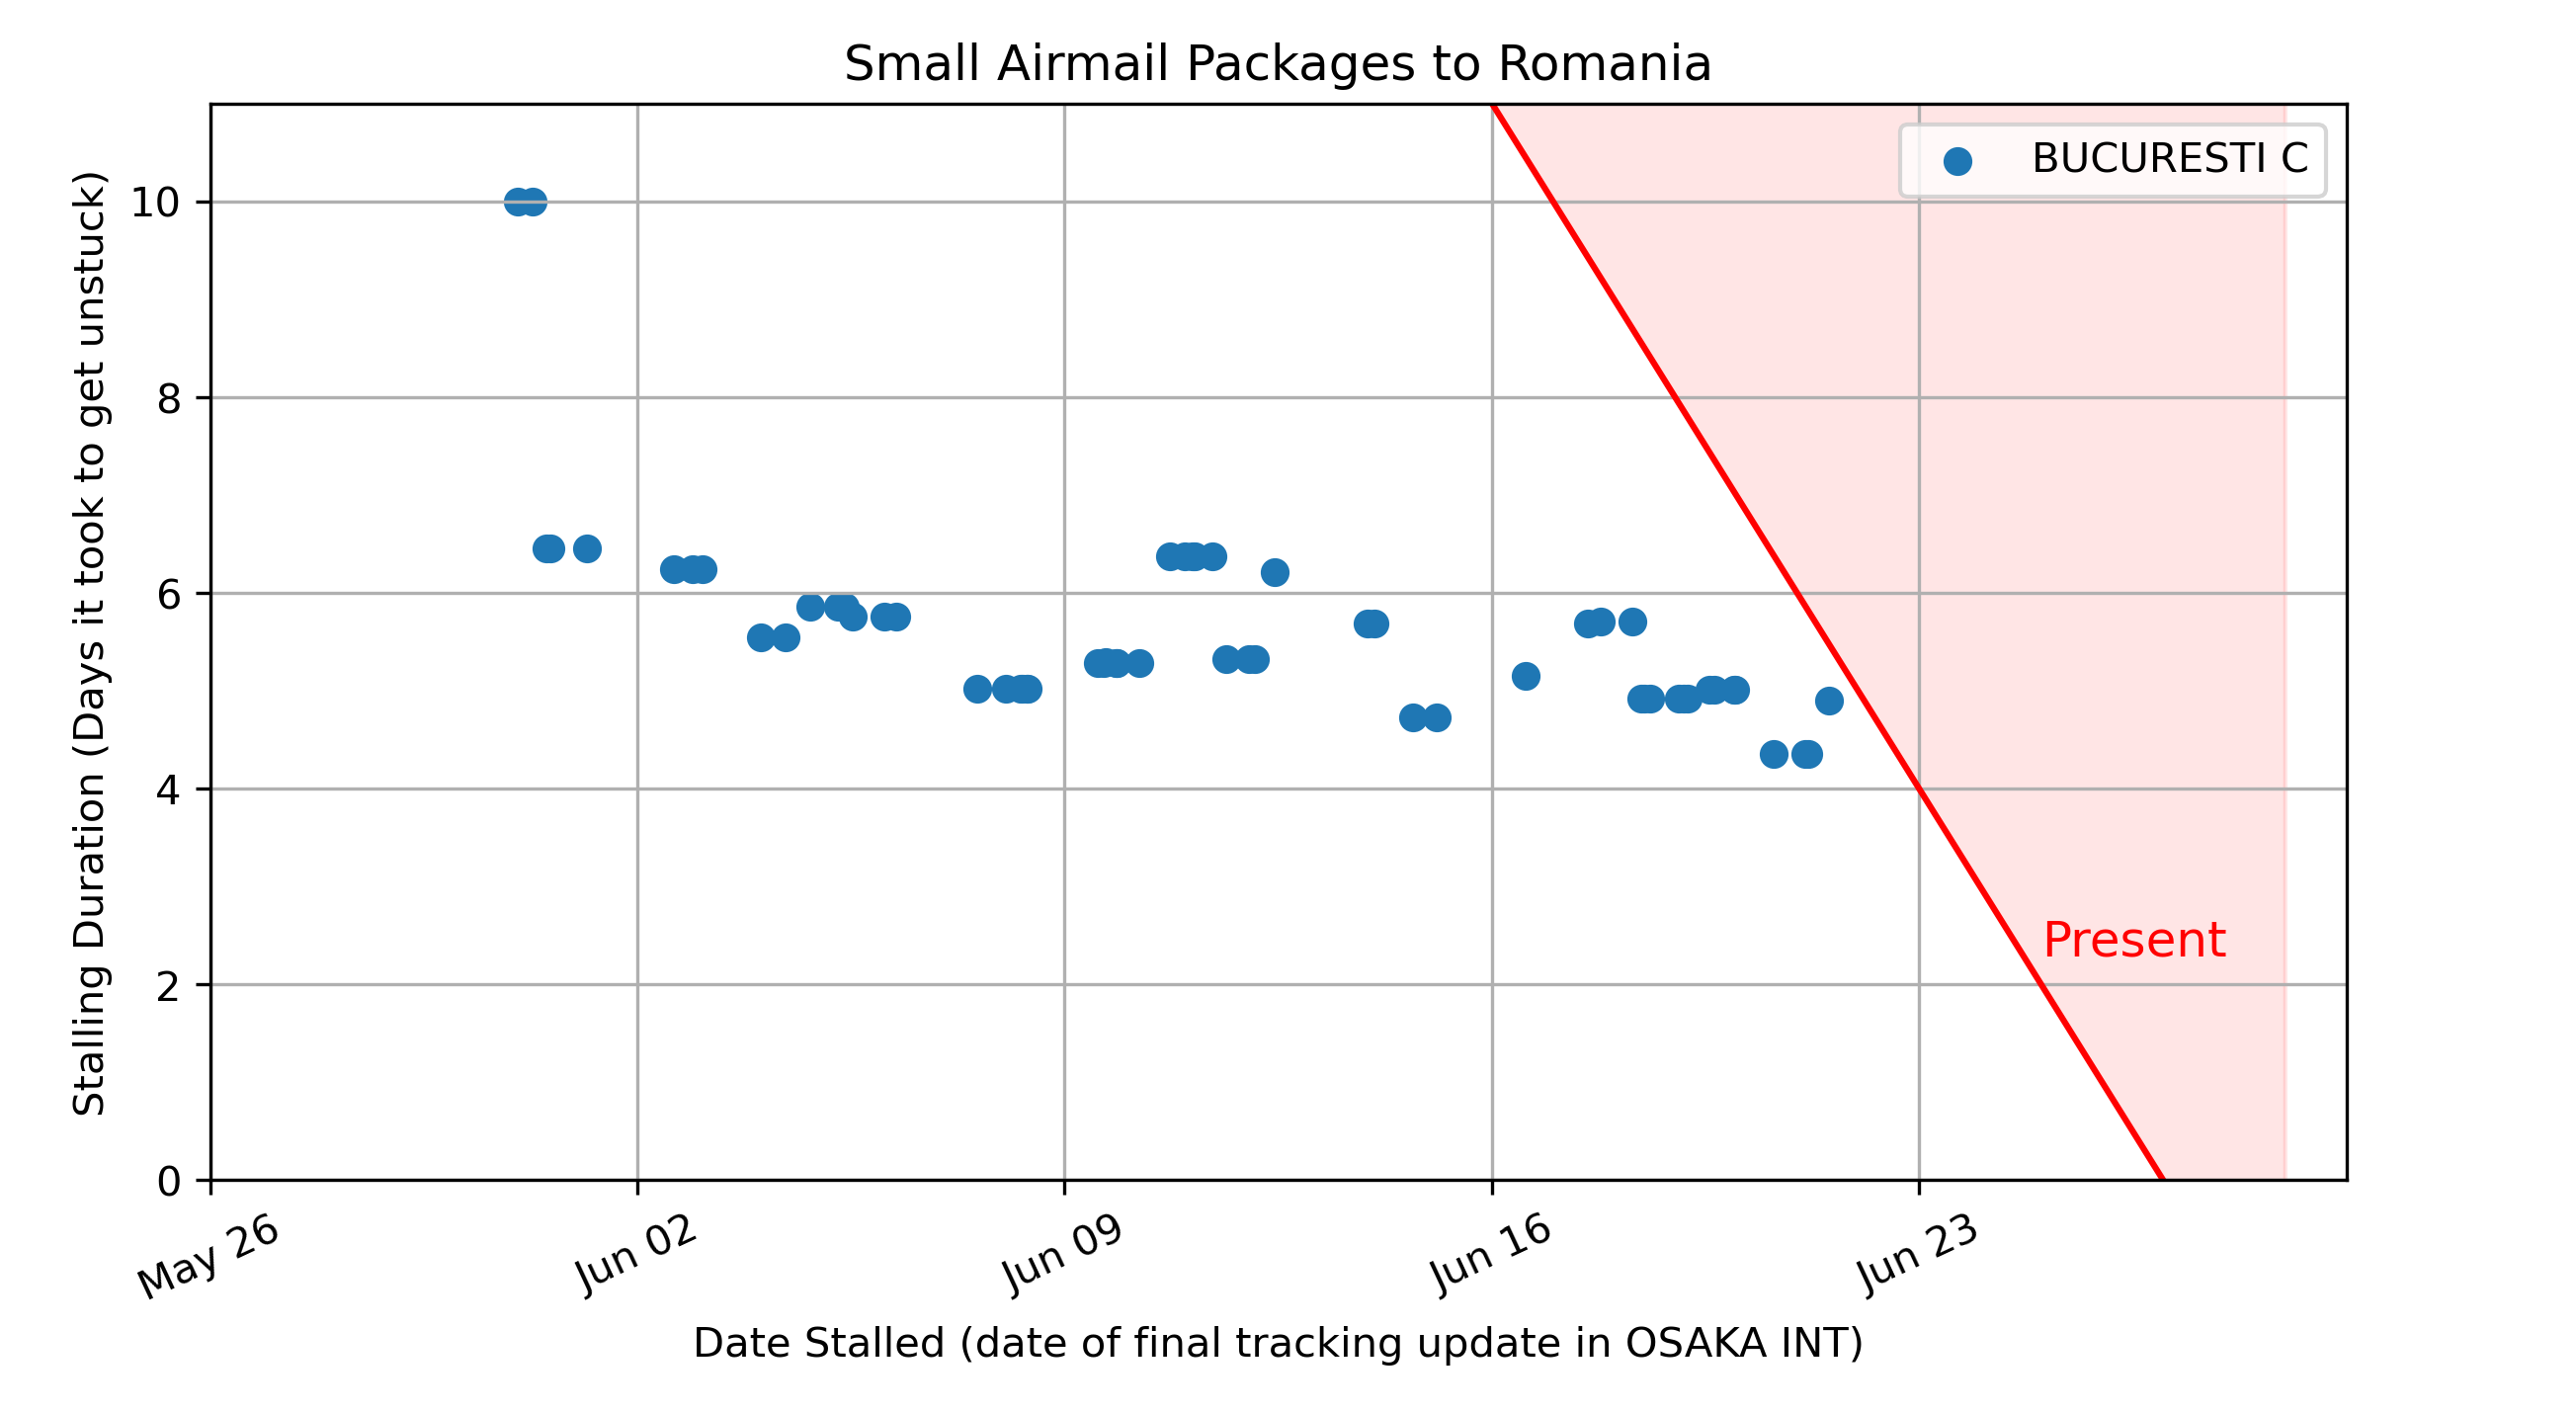 Small Airmail Packages to Romania
BUCURESTI C
Stalling Duration (Days it took to get unstuck)
10
8
6
4
2
0
Present
May 26
Jun 02
Jun 09
Jun 16
Jun 23
Date Stalled (date of final tracking update in OSAKA INT)